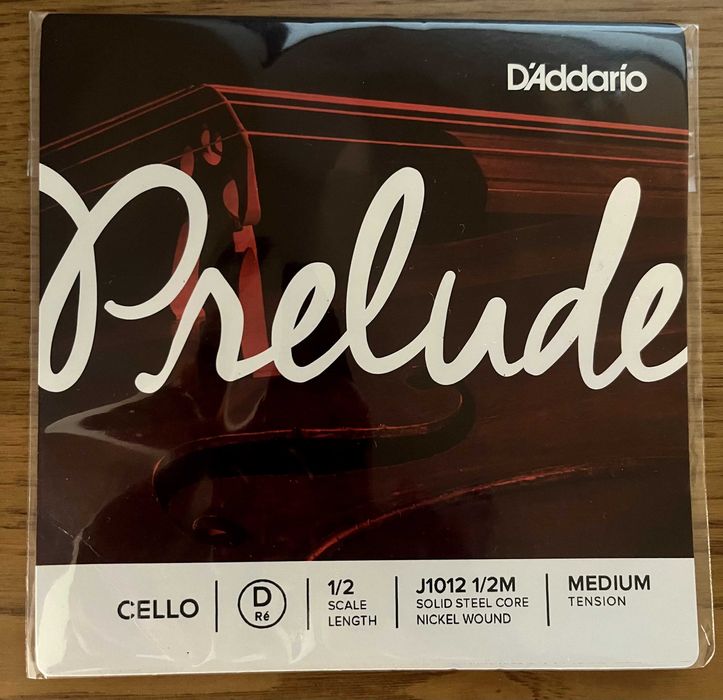 D'Addario
Prelude
CELLO
D
Ré
1/2
SCALE
LENGTH
J1012 1/2M
SOLID STEEL CORE
NICKEL WOUND
MEDIUM
TENSION